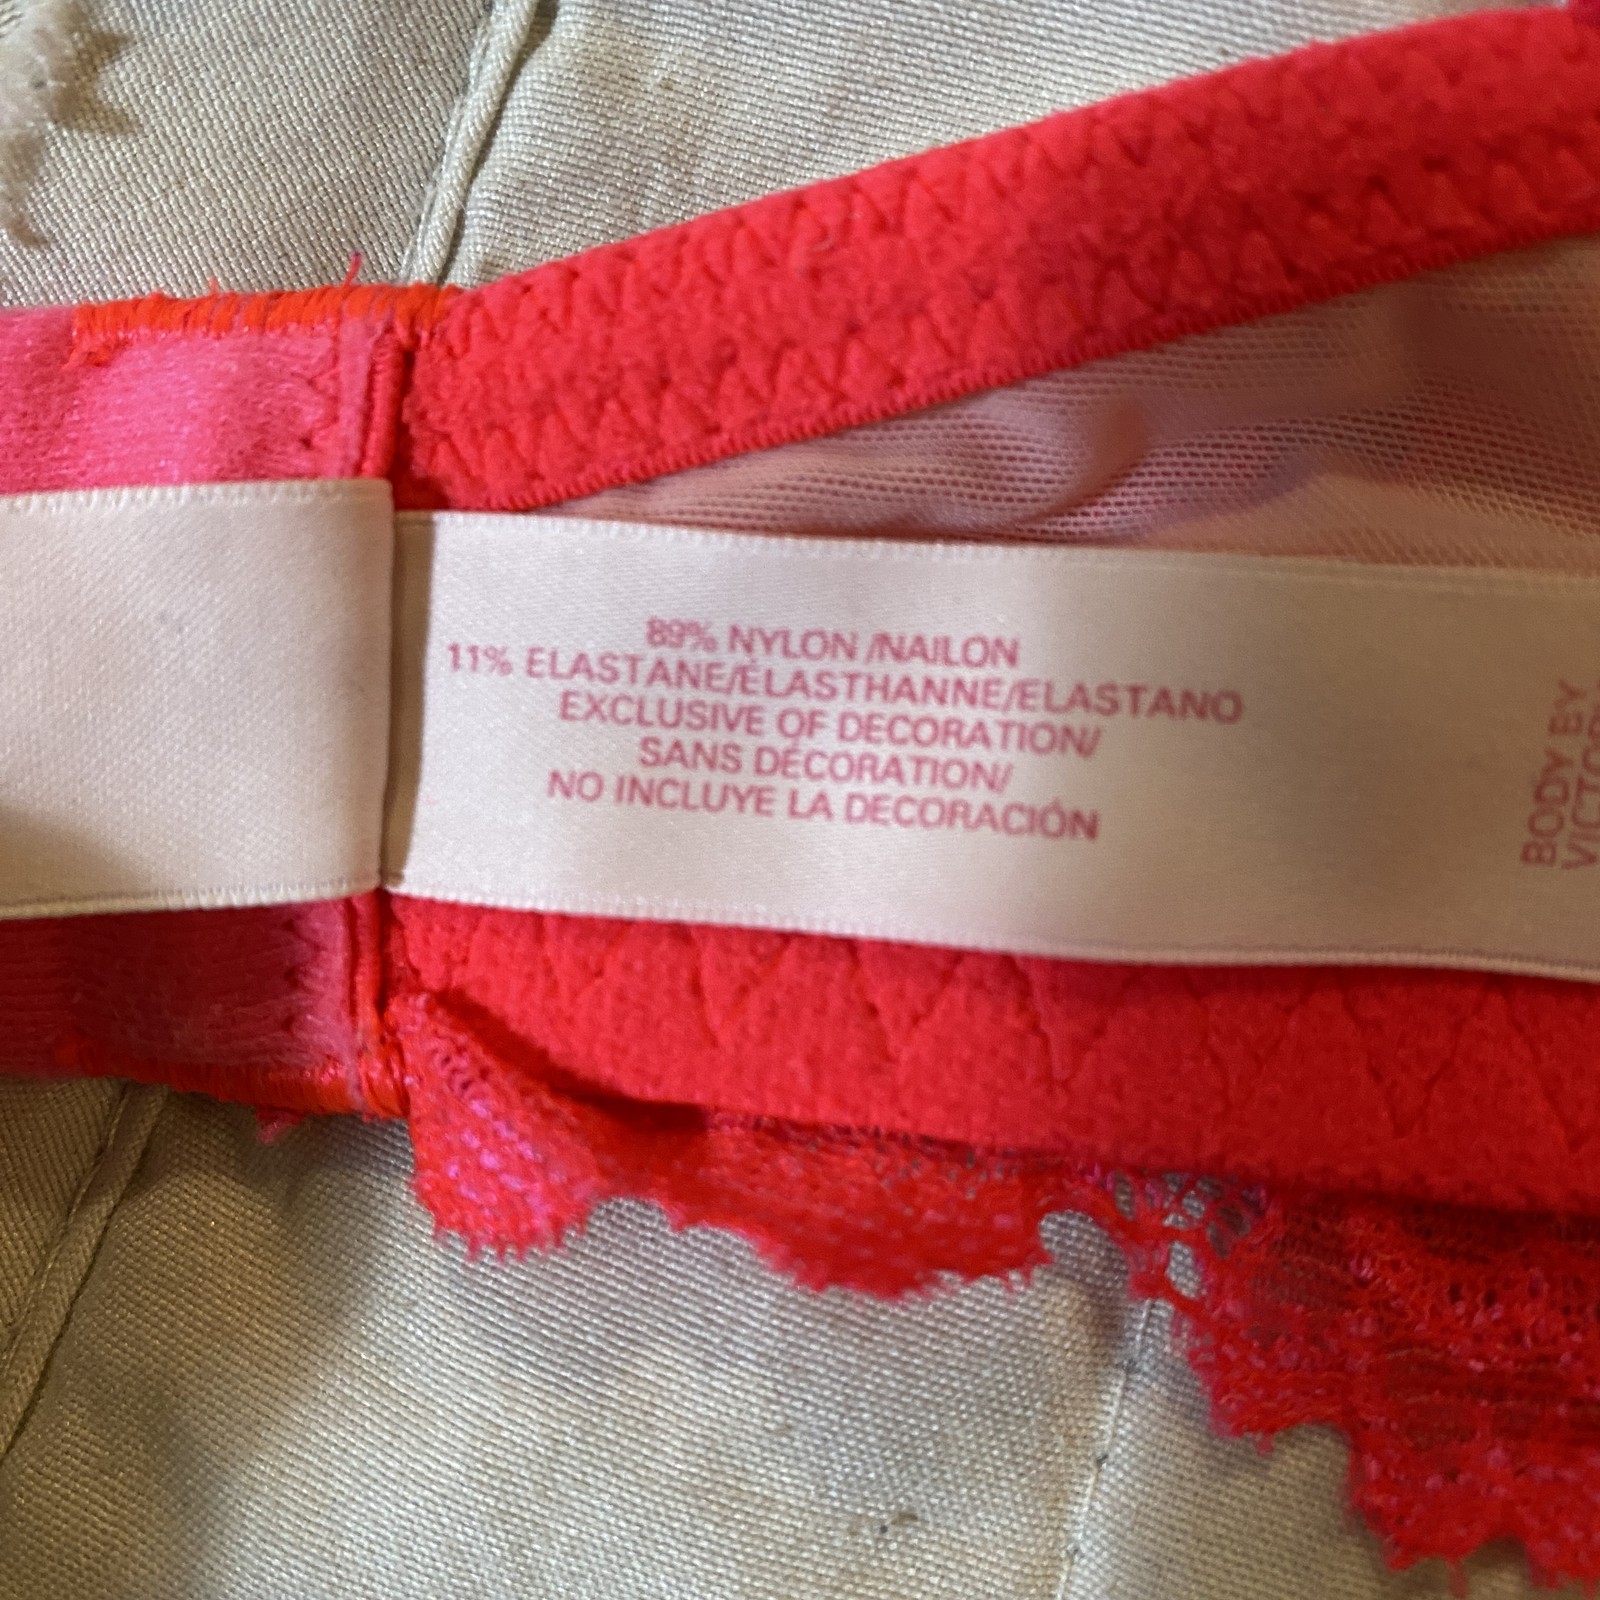 89% NYLON /NAILON
11% ELASTANE/ÉLASTHANNE/ELASTANO
EXCLUSIVE OF DECORATION/
SANS DÉCORATION/
NO INCLUYE LA DECORACIÓN
BODY BY